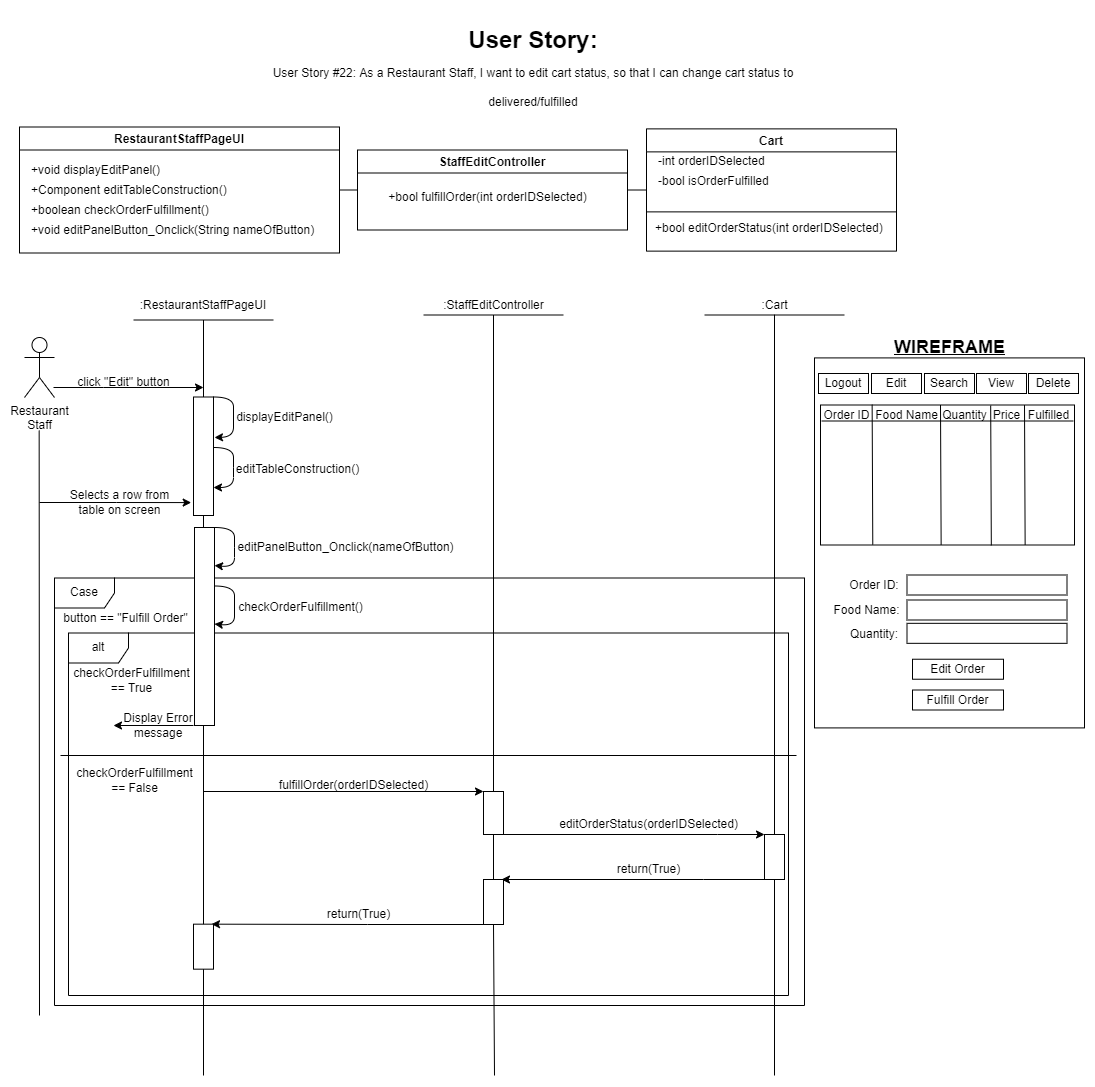 User Story:
User Story #22: As a Restaurant Staff, I want to edit cart status, so that I can change cart status to
delivered/fulfilled
RestaurantStaffPageUI
+void displayEditPanel()
+Component editTableConstruction()
+boolean checkOrderFulfillment()
+void editPanelButton_Onclick(String nameOfButton)
StaffEditController
+bool fulfillOrder(int orderIDSelected)
Cart
-int orderIDSelected
-bool isOrderFulfilled
+bool editOrderStatus(int orderIDSelected)
:RestaurantStaffPageUI
:StaffEditController
:Cart
Restaurant
Staff
click "Edit" button
displayEditPanel()
editTableConstruction()
Selects a row from
table on screen
editPanelButton_Onclick(nameOfButton)
Case
button == "Fulfill Order"
checkOrderFulfillment()
alt
checkOrderFulfillment
== True
Display Error
message
checkOrderFulfillment
== False
fulfillOrder(orderIDSelected)
editOrderStatus(orderIDSelected)
return(True)
return(True)
WIREFRAME
Logout Edit Search View Delete
Order ID Food Name Quantity Price Fulfilled
Order ID:
Food Name:
Quantity:
Edit Order
Fulfill Order